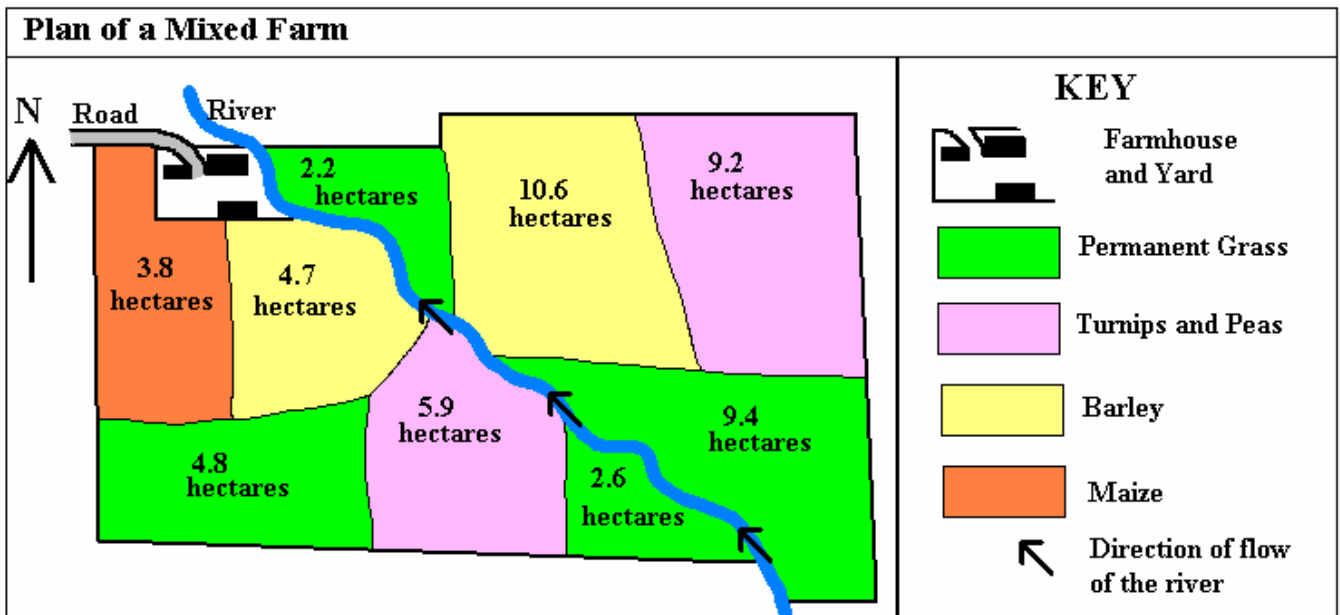 Plan of a Mixed Farm
N
Road
River
2.2
hectares
10.6
hectares
9.2
hectares
3.8
hectares
4.7
hectares
5.9
hectares
9.4
hectares
4.8
hectares
2.6
hectares
KEY
Farmhouse
and Yard
Permanent Grass
Turnips and Peas
Barley
Maize
Direction of flow
of the river